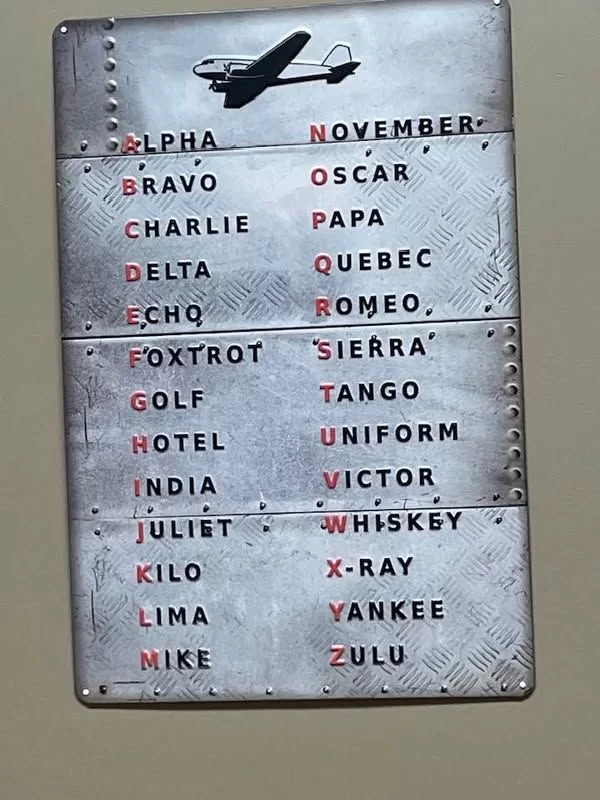 ALPHA
BRAVO
CHARLIE
DELTA
ECHO
FOXTROT
GOLF
HOTEL
INDIA
JULIET
KILO
LIMA
MIKE
NOVEMBER
OSCAR
PAPA
QUEBEC
ROMEO
SIERRA
TANGO
UNIFORM
VICTOR
WHISKEY
X-RAY
YANKEE
ZULU